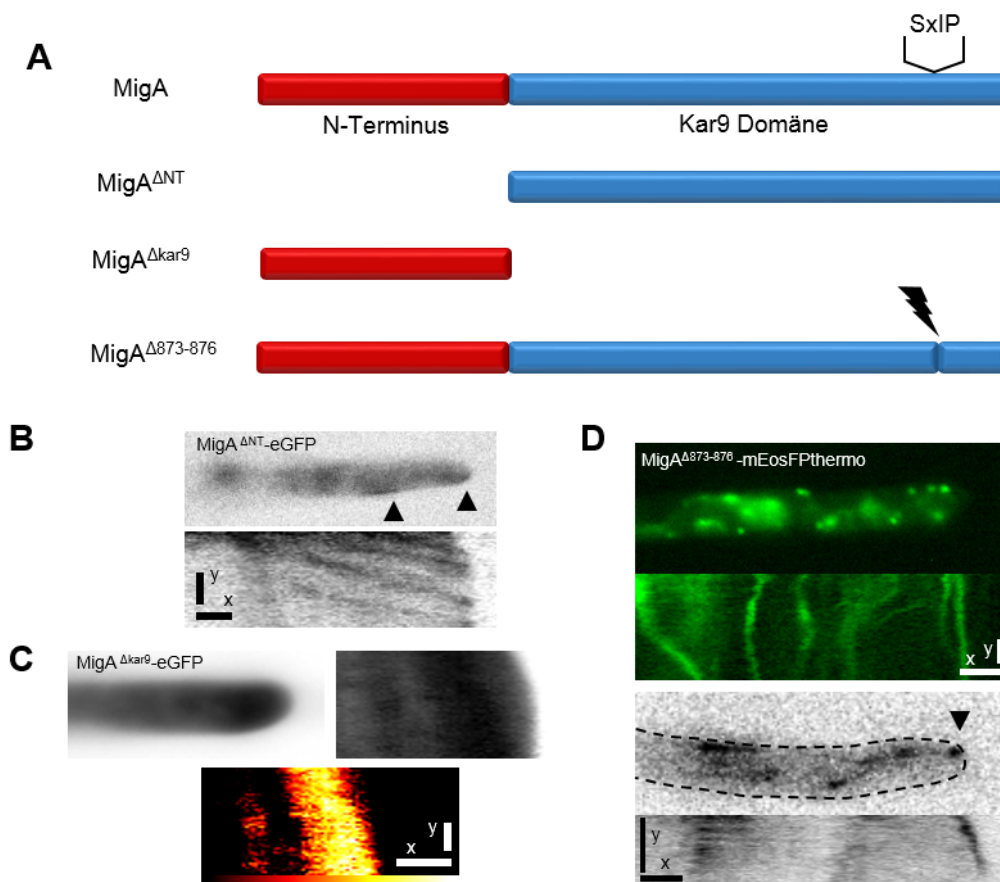 A
SxIP
MigA
N-Terminus
Kar9 Domäne
MigA^ΔNT
MigA^Δkar9
MigA^Δ873-876
B
MigA^ΔNT-eGFP
y
x
C
MigA^Δkar9-eGFP
y
x
D
MigA^Δ873-876-mEosFPthermo
x
y
y
x